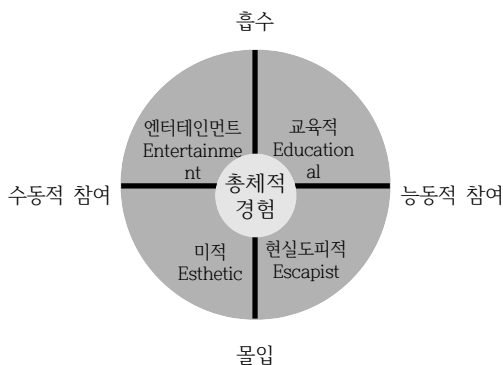 흡수
엔터테인먼트
Entertainme
nt
교육적
Education
al
수동적 참여
총체적
경험
능동적 참여
미적
Esthetic
현실도피적
Escapist
몰입